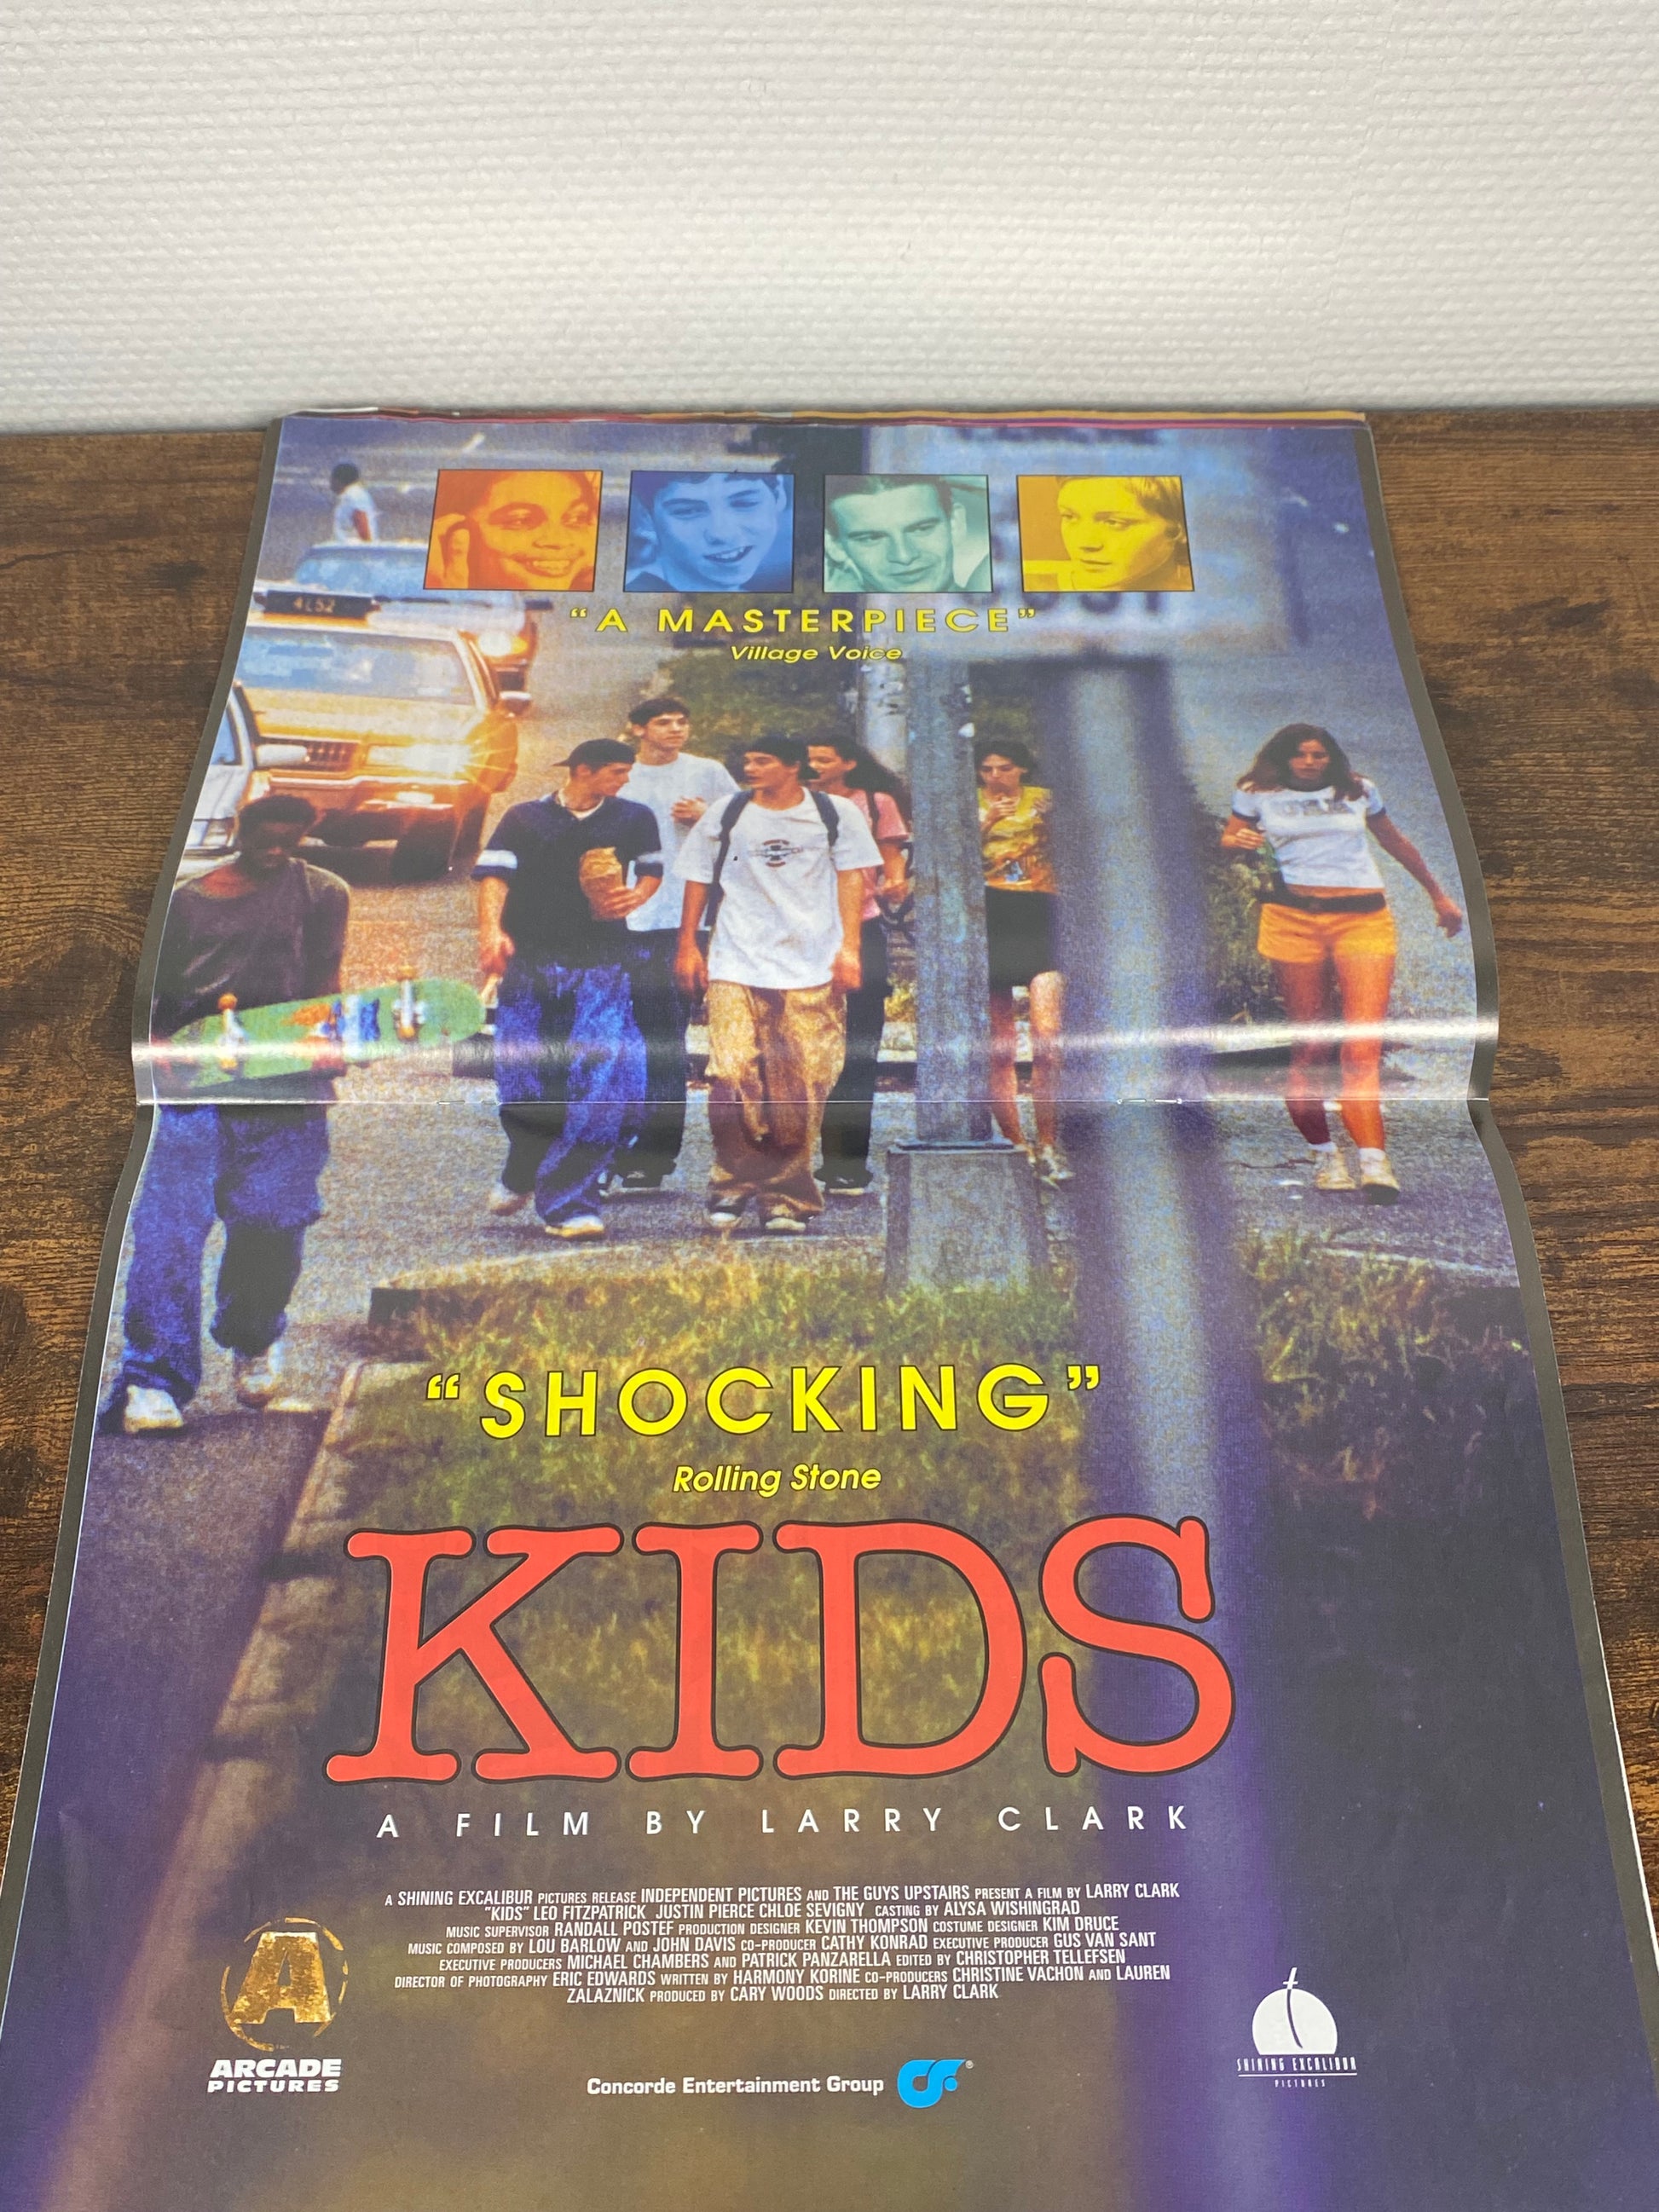 4L52
“A MASTERPIECE”
Village Voice
“SHOCKING”
Rolling Stone
KIDS
A FILM BY LARRY CLARK
A SHINING EXCALIBUR PICTURES RELEASE INDEPENDENT PICTURES AND THE GUYS UPSTAIRS PRESENT A FILM BY LARRY CLARK
"KIDS" LEO FITZPATRICK JUSTIN PIERCE CHLOE SEVIGNY CASTING BY ALYSA WISHINGRAD
MUSIC SUPERVISOR RANDALL POSTEF PRODUCTION DESIGNER KEVIN THOMPSON COSTUME DESIGNER KIM DRUCE
MUSIC COMPOSED BY LOU BARLOW AND JOHN DAVIS CO-PRODUCER CATHY KONRAD EXECUTIVE PRODUCER GUS VAN SANT
EXECUTIVE PRODUCERS MICHAEL CHAMBERS AND PATRICK PANZARELLA EDITED BY CHRISTOPHER TELLEFSEN
DIRECTOR OF PHOTOGRAPHY ERIC EDWARDS WRITTEN BY HARMONY KORINE CO-PRODUCERS CHRISTINE VACHON AND LAUREN
ZALAZNICK PRODUCED BY CARY WOODS DIRECTED BY LARRY CLARK
A
ARCADE
PICTURES
Concorde Entertainment Group
®
SHINING EXCALIBUR
PICTURES